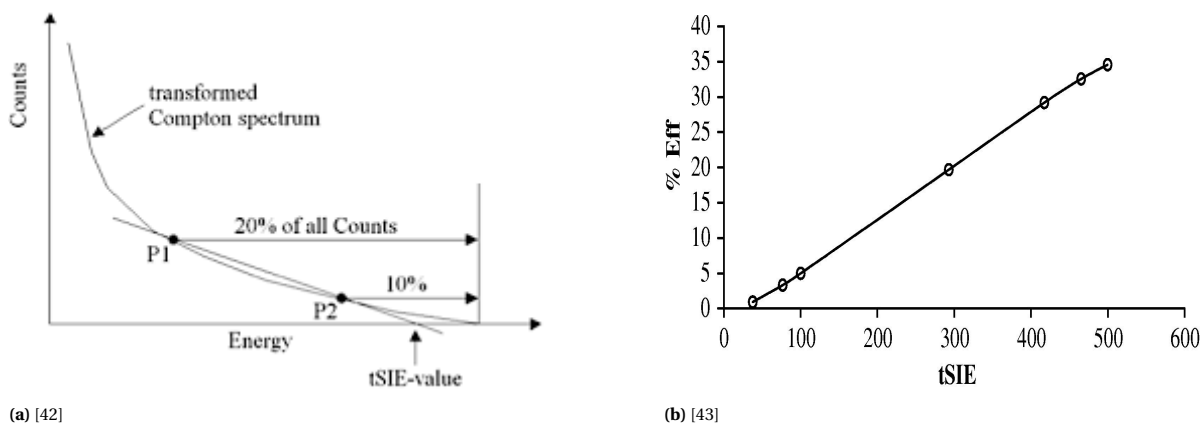 Counts
transformed
Compton spectrum
20% of all Counts
P1
10%
P2
Energy
tSIE-value
(a) [42]
% Eff
40
35
30
25
20
15
10
5
0
0 100 200 300 400 500 600
tSIE
(b) [43]